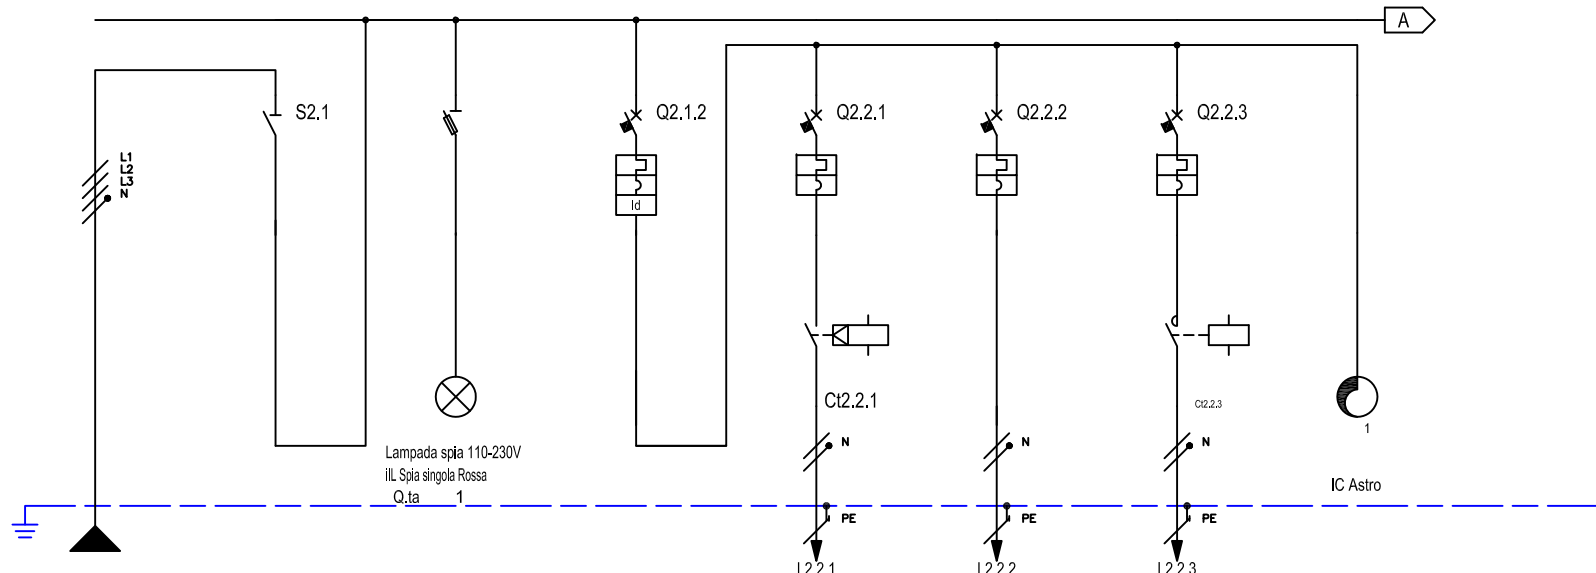 A
S2.1
Q2.1.2
Q2.2.1
Q2.2.2
Q2.2.3
L1
L2
L3
N
Id
Ct2.2.1
Ct2.2.3
1
N
N
N
Lampada spia 110-230V
iIL Spia singola Rossa
Q.ta 1
IC Astro
PE
PE
PE
L2.2.1
L2.2.2
L2.2.3